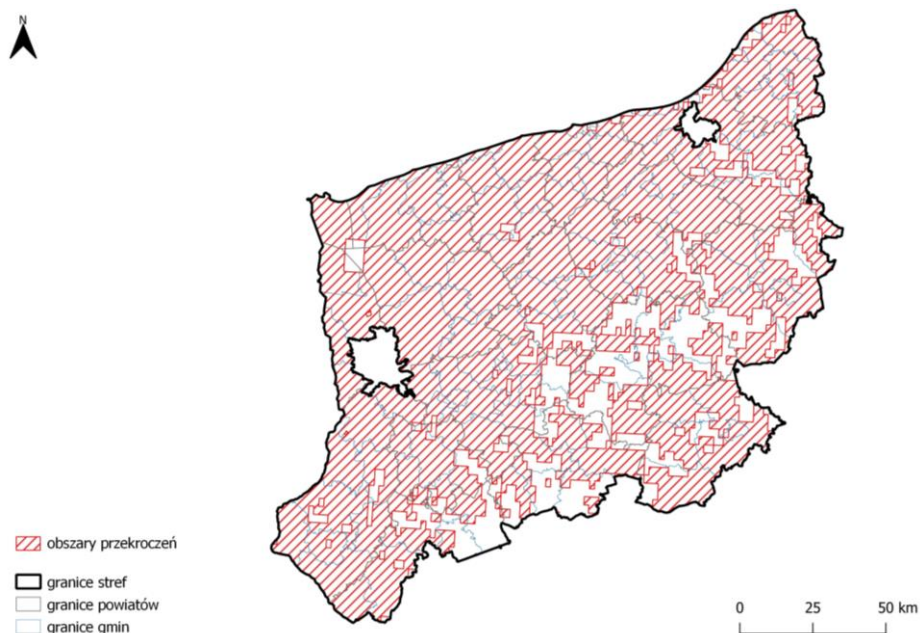 N
obszary przekroczeń
granice stref
granice powiatów
granice gmin
0 25 50 km